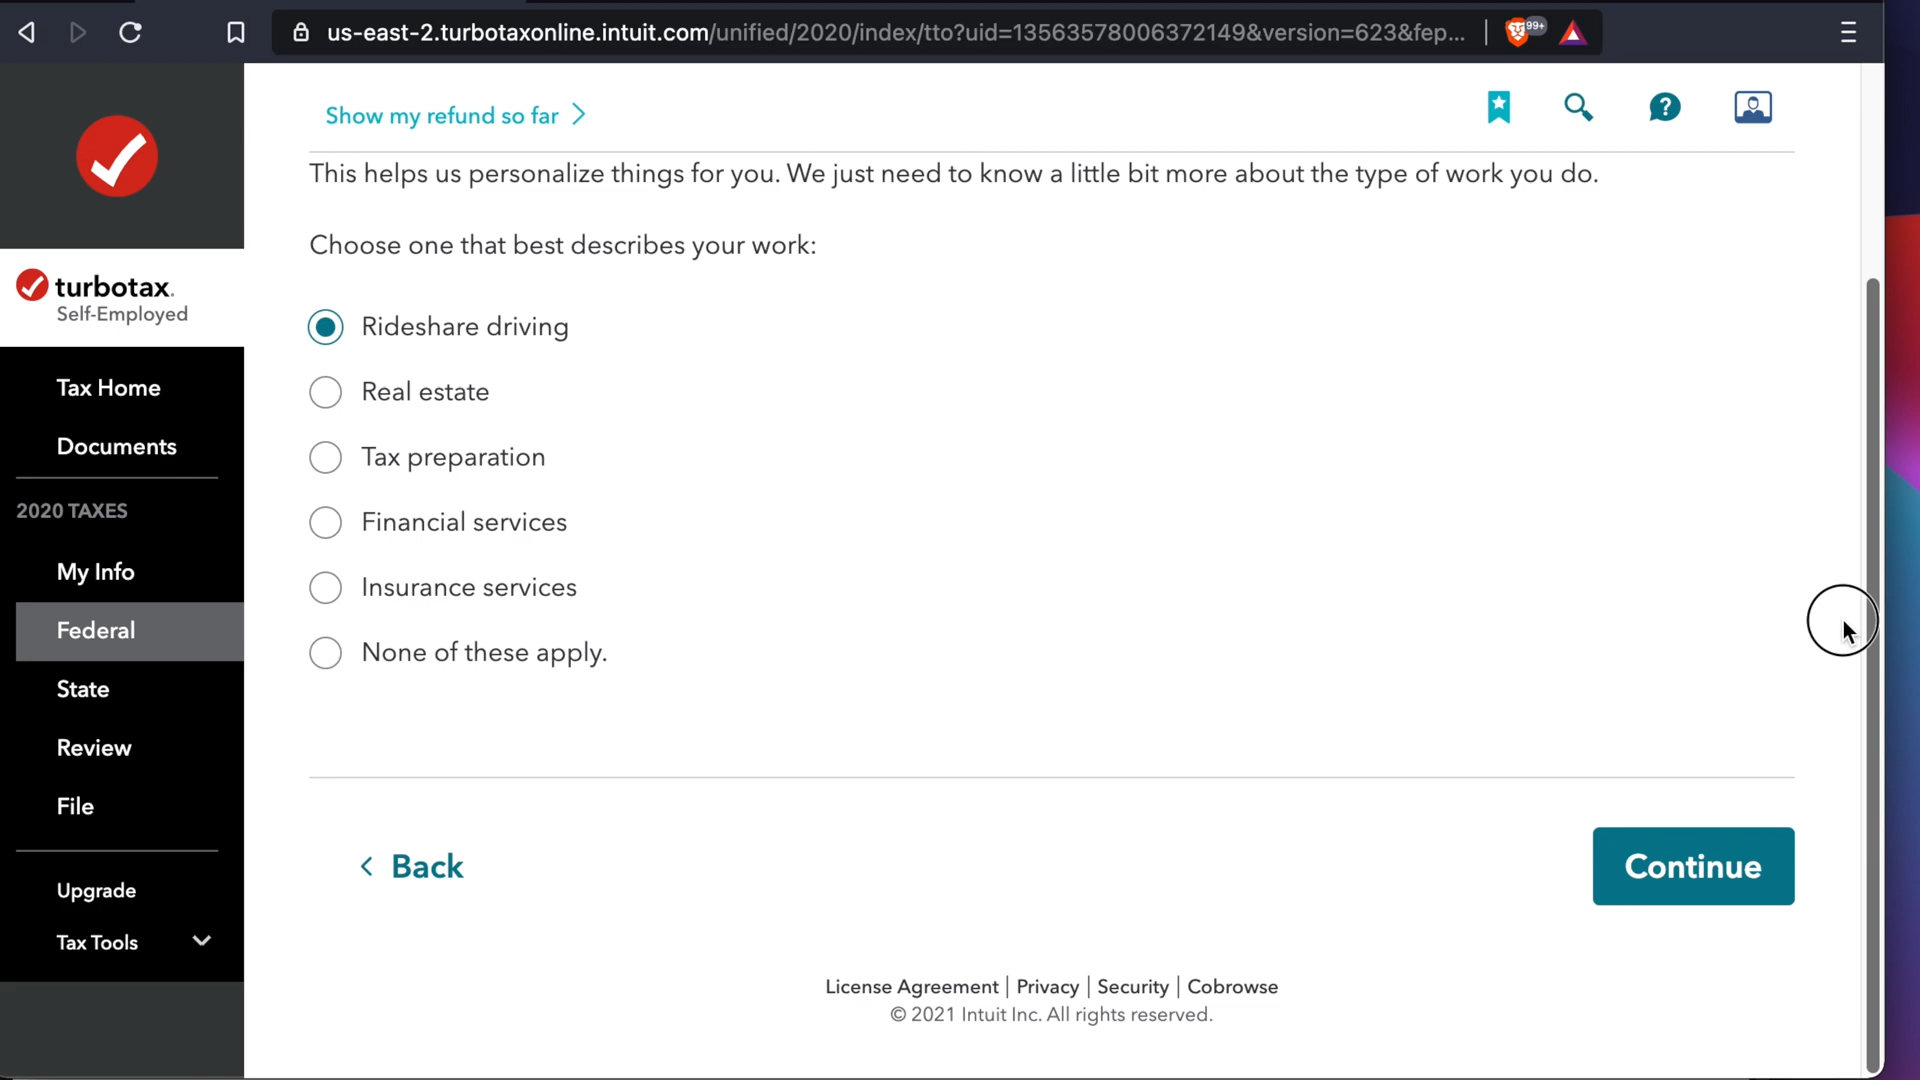 us-east-2.turbotaxonline.intuit.com/unified/2020/index/tto?uid=13563578006372149&version=623&fep...
99+
Show my refund so far
This helps us personalize things for you. We just need to know a little bit more about the type of work you do.
Choose one that best describes your work:
Rideshare driving
Real estate
Tax preparation
Financial services
Insurance services
None of these apply.
Back
Continue
License Agreement | Privacy | Security | Cobrowse
© 2021 Intuit Inc. All rights reserved.
turbotax.
Self-Employed
Tax Home
Documents
2020 TAXES
My Info
Federal
State
Review
File
Upgrade
Tax Tools